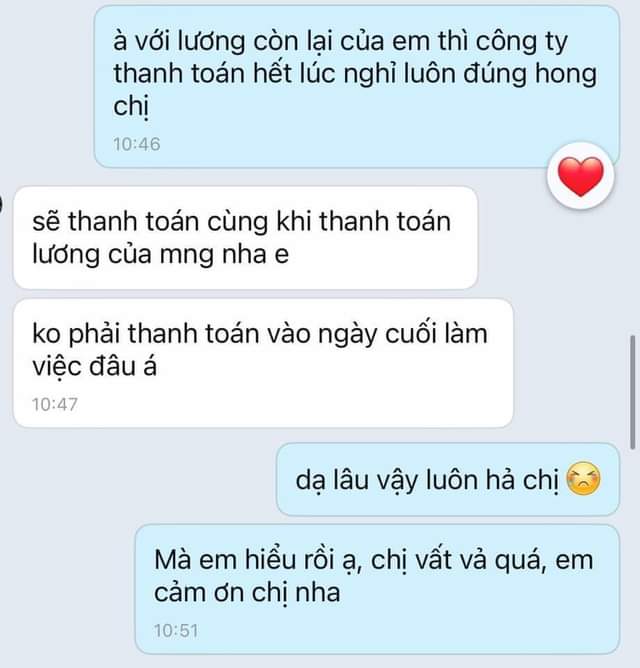 à với lương còn lại của em thì công ty
thanh toán hết lúc nghỉ luôn đúng hong
chị
10:46
sẽ thanh toán cùng khi thanh toán
lương của mng nha e
ko phải thanh toán vào ngày cuối làm
việc đâu á
10:47
dạ lâu vậy luôn hả chị
Mà em hiểu rồi ạ, chị vất vả quá, em
cảm ơn chị nha
10:51